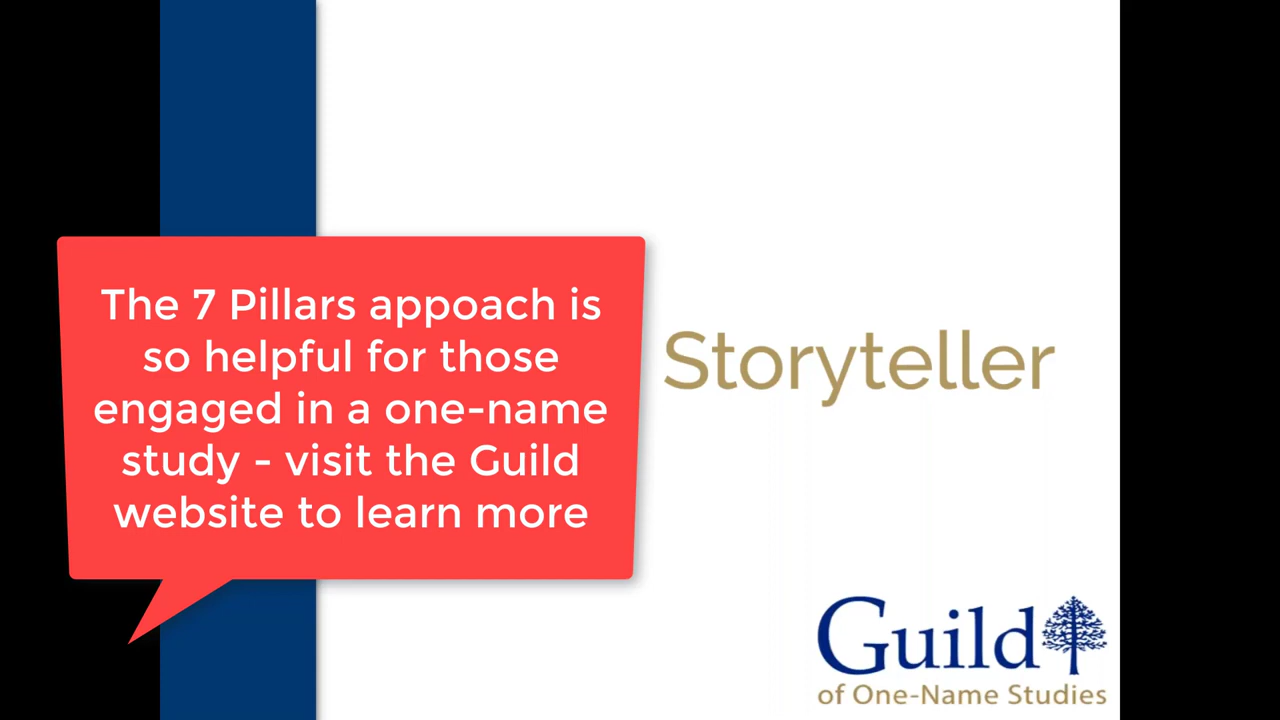 The 7 Pillars appoach is
so helpful for those
engaged in a one-name
study - visit the Guild
website to learn more
Storyteller
Guild
of One-Name Studies